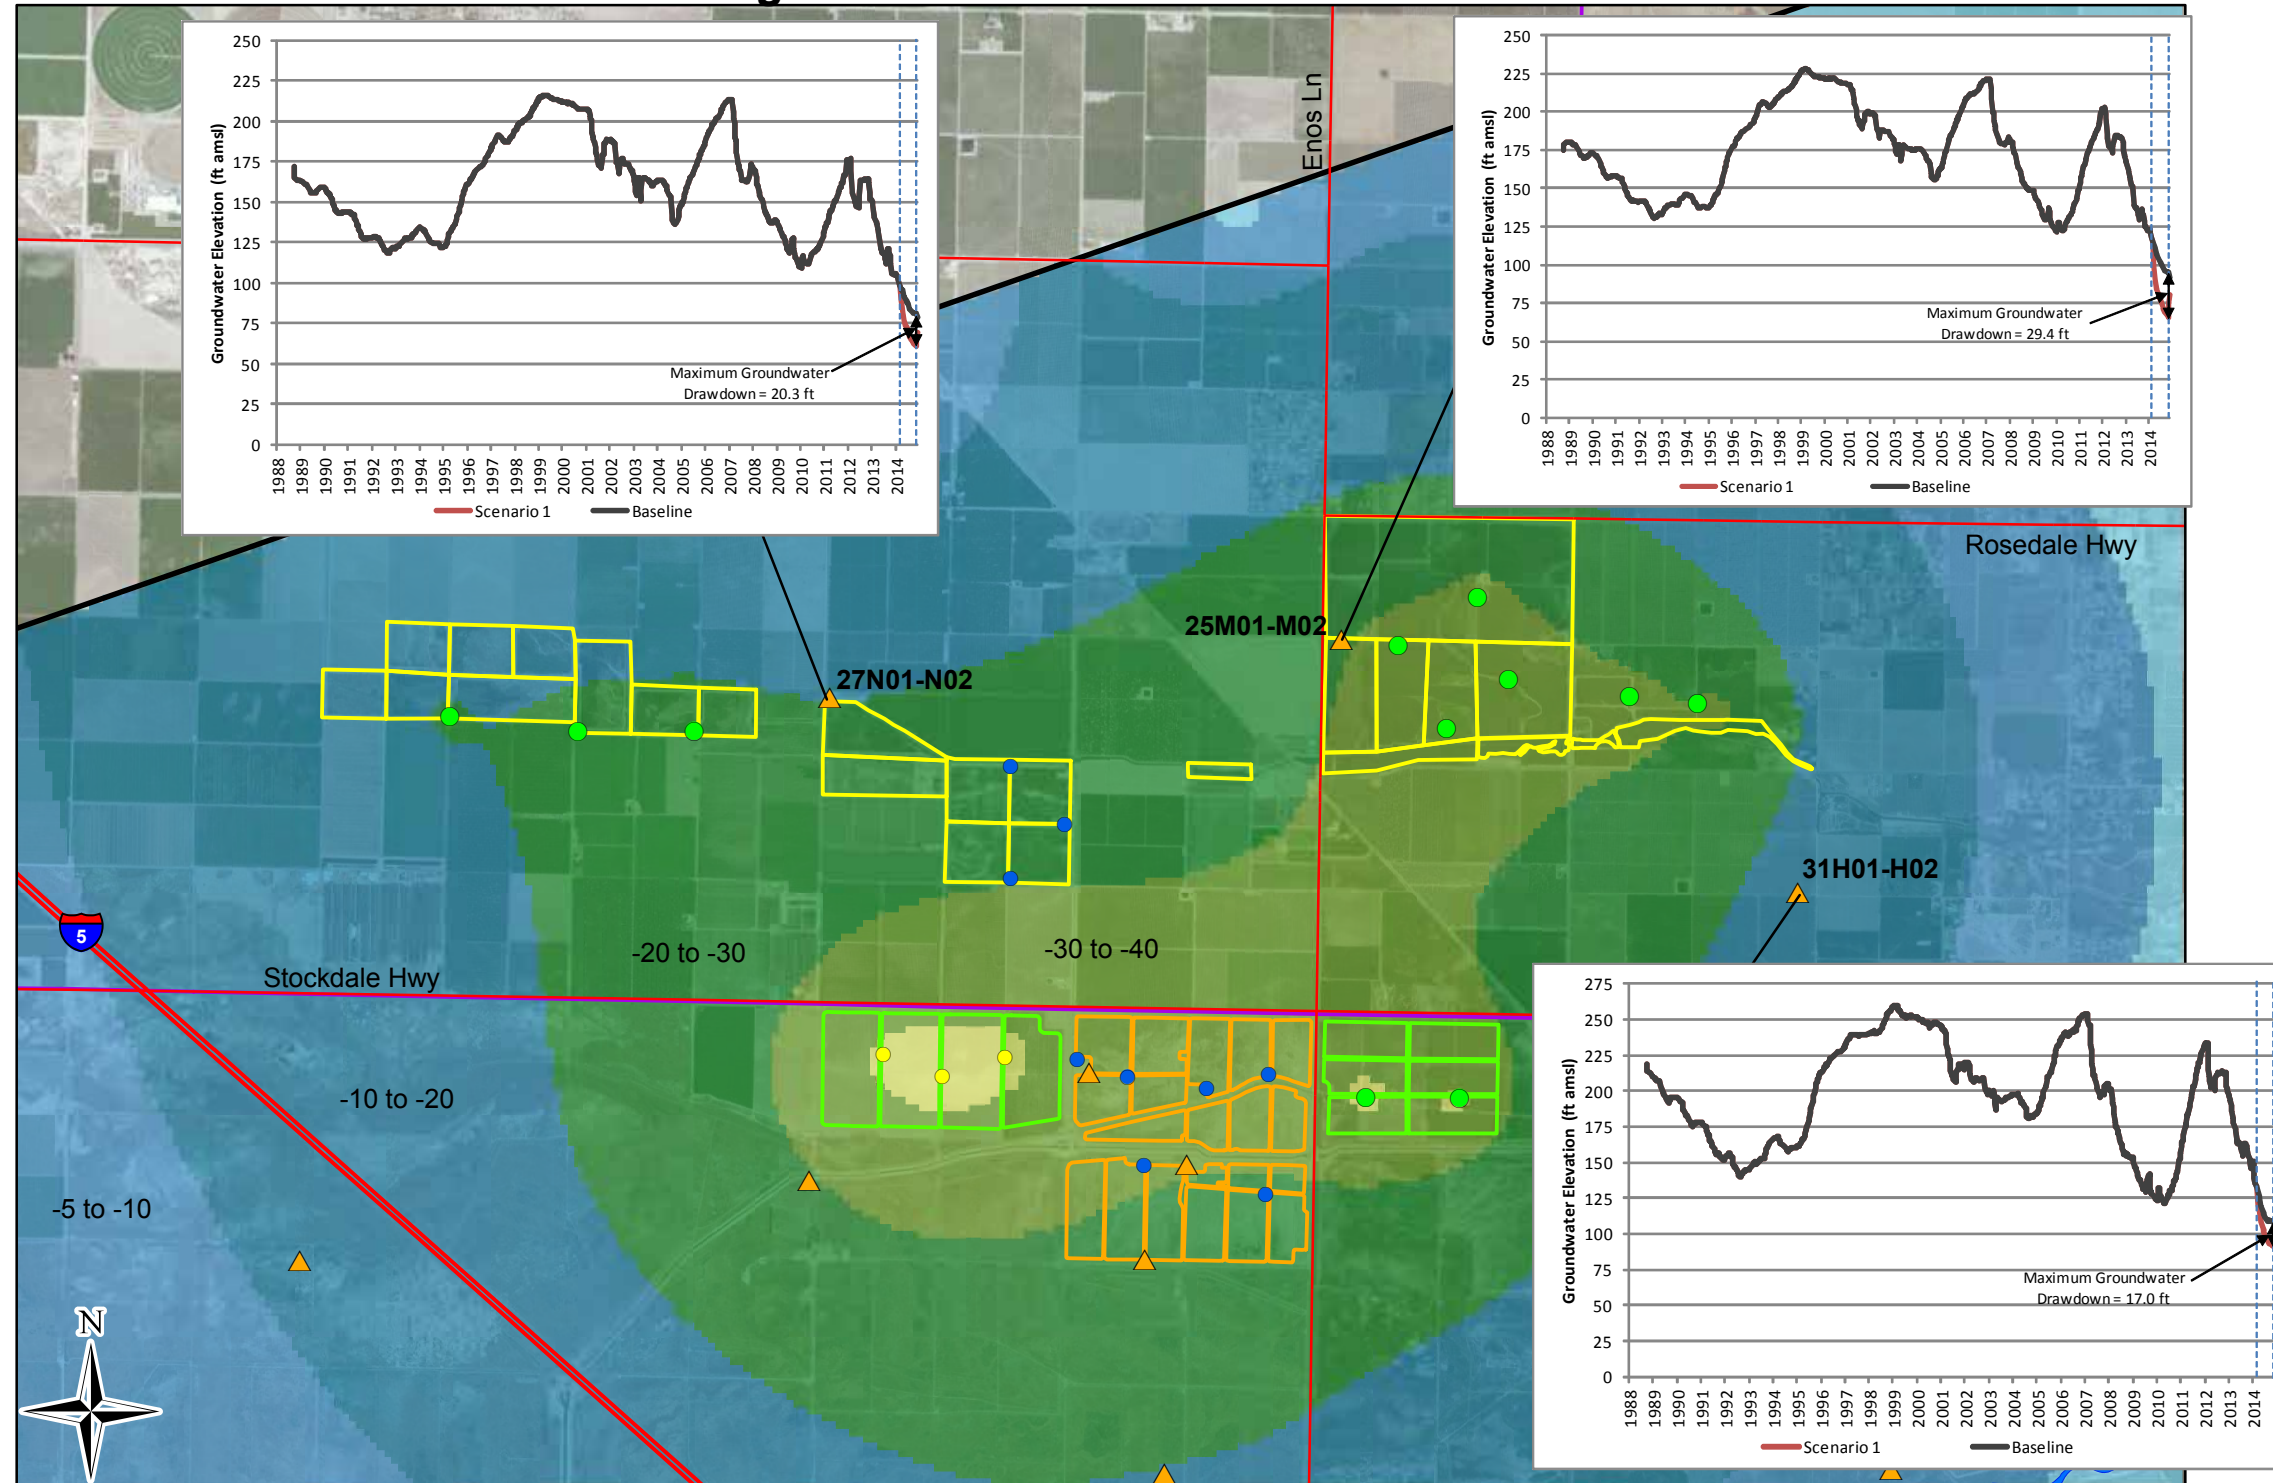 g
250
225
200
175
150
125
100
75
50
25
0
Groundwater Elevation (ft amsl)
Maximum Groundwater
Drawdown = 20.3 ft
1988 1989 1990 1991 1992 1993 1994 1995 1996 1997 1998 1999 2000 2001 2002 2003 2004 2005 2006 2007 2008 2009 2010 2011 2012 2013 2014
Scenario 1 Baseline
Enos Ln
250
225
200
175
150
125
100
75
50
25
0
Groundwater Elevation (ft amsl)
Maximum Groundwater
Drawdown = 29.4 ft
1988 1989 1990 1991 1992 1993 1994 1995 1996 1997 1998 1999 2000 2001 2002 2003 2004 2005 2006 2007 2008 2009 2010 2011 2012 2013 2014
Scenario 1 Baseline
Rosedale Hwy
25M01-M02
27N01-N02
31H01-H02
5
-20 to -30
-30 to -40
Stockdale Hwy
-10 to -20
-5 to -10
N
275
250
225
200
175
150
125
100
75
50
25
0
Groundwater Elevation (ft amsl)
Maximum Groundwater
Drawdown = 17.0 ft
1988 1989 1990 1991 1992 1993 1994 1995 1996 1997 1998 1999 2000 2001 2002 2003 2004 2005 2006 2007 2008 2009 2010 2011 2012 2013 2014
Scenario 1 Baseline